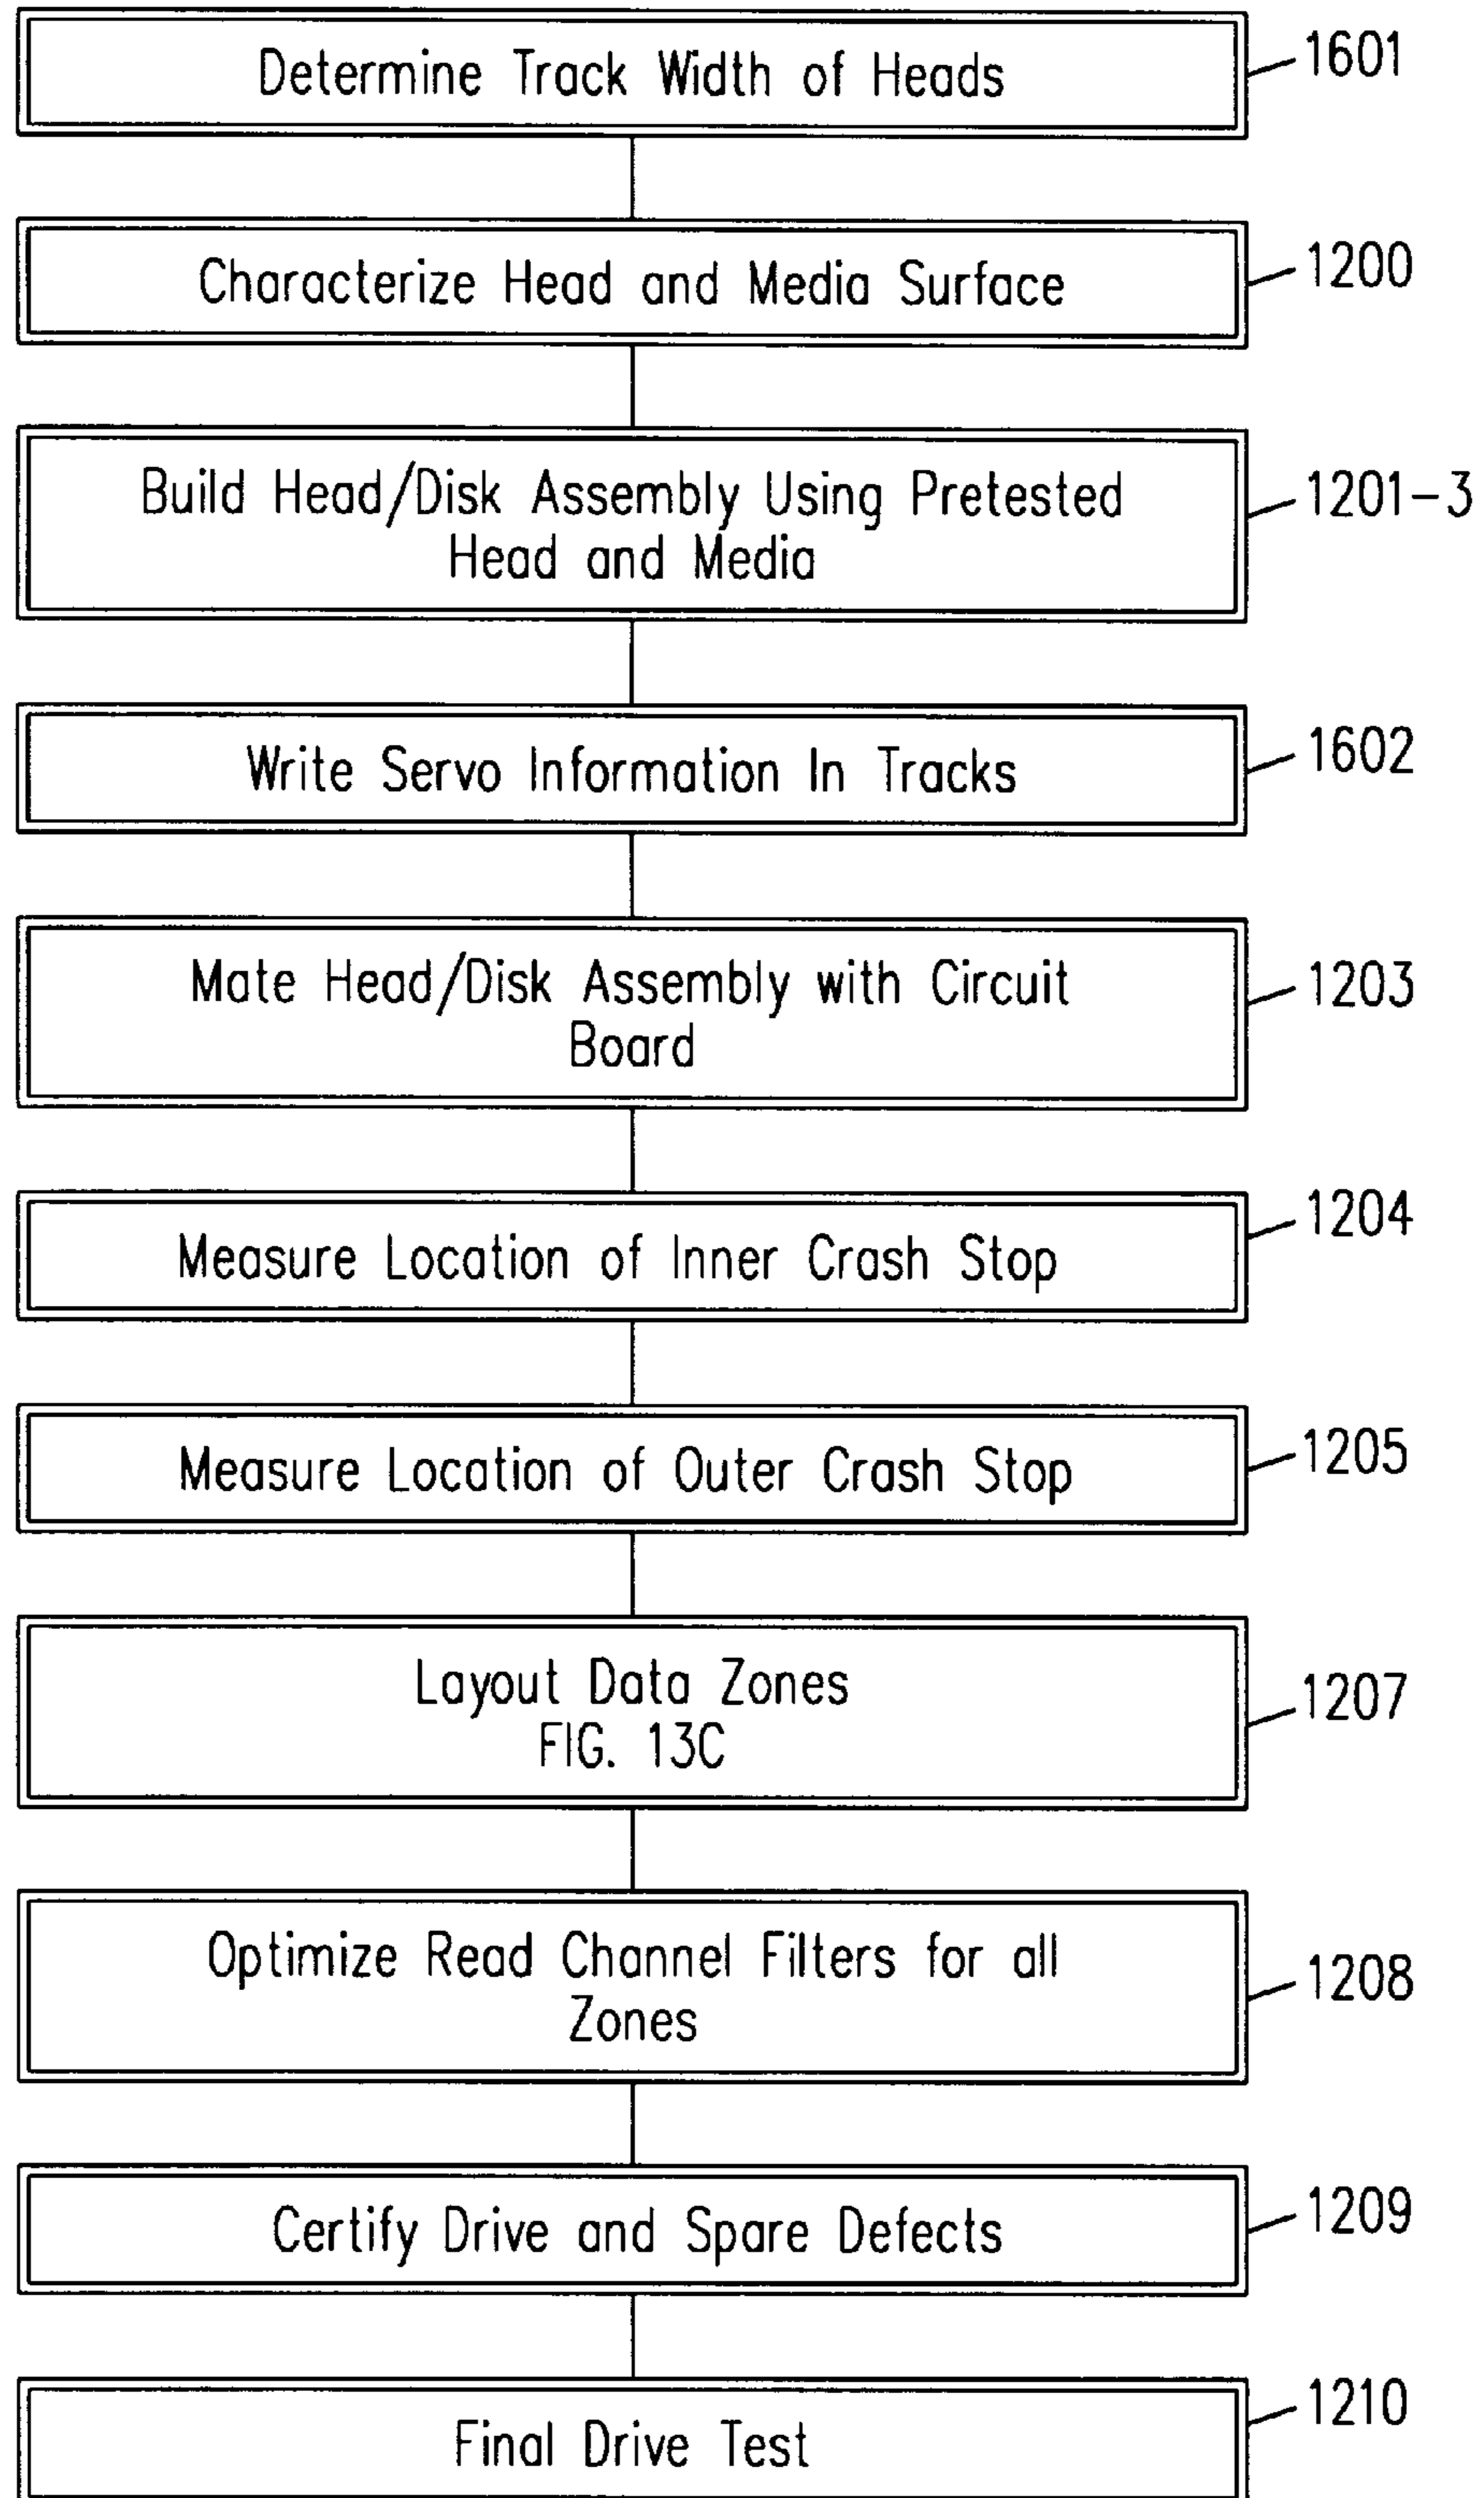 Determine Track Width of Heads
1601
Characterize Head and Media Surface
1200
Build Head/Disk Assembly Using Pretested
Head and Media
1201-3
Write Servo Information In Tracks
1602
Mate Head/Disk Assembly with Circuit
Board
1203
Measure Location of Inner Crash Stop
1204
Measure Location of Outer Crash Stop
1205
Layout Data Zones
FIG. 13C
1207
Optimize Read Channel Filters for all
Zones
1208
Certify Drive and Spare Defects
1209
Final Drive Test
1210